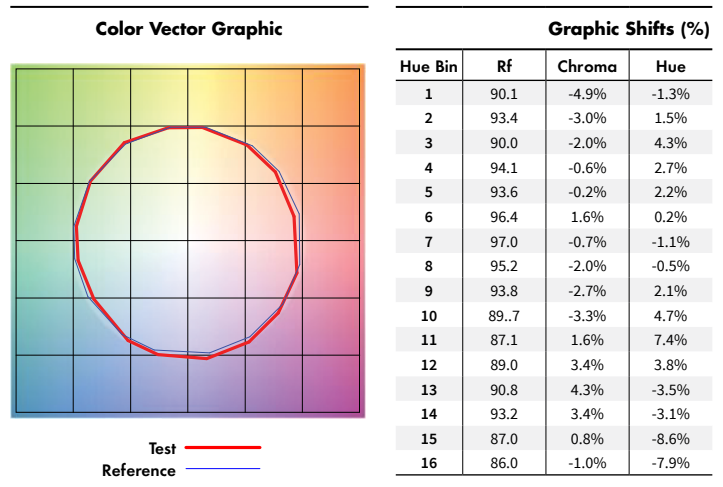 Color Vector Graphic
Test
Reference
Graphic Shifts (%)
Hue Bin Rf Chroma Hue
1 90.1 -4.9% -1.3%
2 93.4 -3.0% 1.5%
3 90.0 -2.0% 4.3%
4 94.1 -0.6% 2.7%
5 93.6 -0.2% 2.2%
6 96.4 1.6% 0.2%
7 97.0 -0.7% -1.1%
8 95.2 -2.0% -0.5%
9 93.8 -2.7% 2.1%
10 89..7 -3.3% 4.7%
11 87.1 1.6% 7.4%
12 89.0 3.4% 3.8%
13 90.8 4.3% -3.5%
14 93.2 3.4% -3.1%
15 87.0 0.8% -8.6%
16 86.0 -1.0% -7.9%